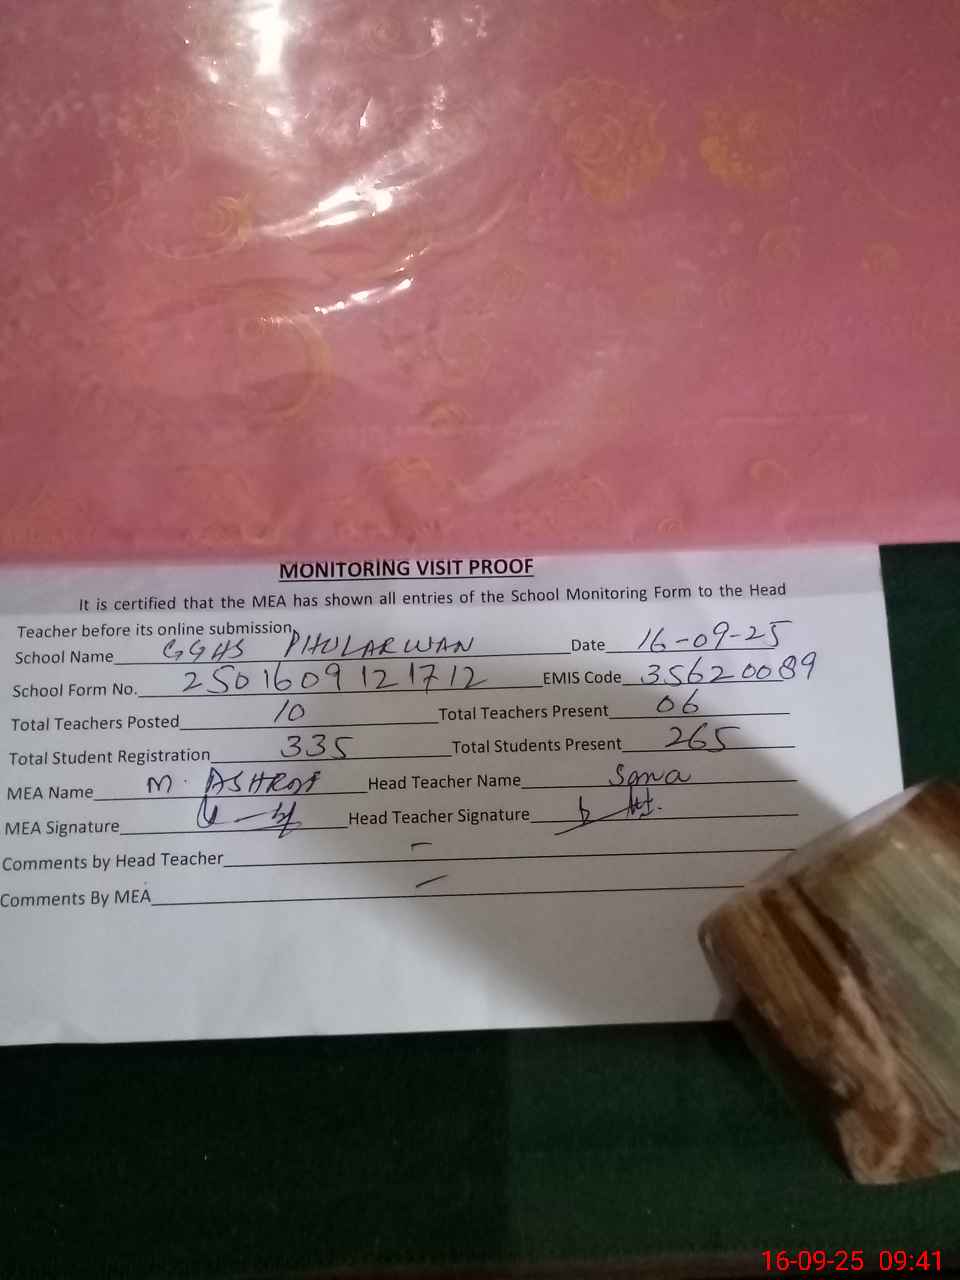 MONITORING VISIT PROOF
It is certified that the MEA has shown all entries of the School Monitoring Form to the Head
Teacher before its online submission.
School Name GGHS PHULARWAN Date 16-09-25
School Form No. 2501609121712 EMIS Code 35620089
Total Teachers Posted 10 Total Teachers Present 06
Total Student Registration 335 Total Students Present 265
MEA Name M. ASHRAf Head Teacher Name Sana
MEA Signature Head Teacher Signature
Comments by Head Teacher –
Comments By MEA –
16-09-25 09:41